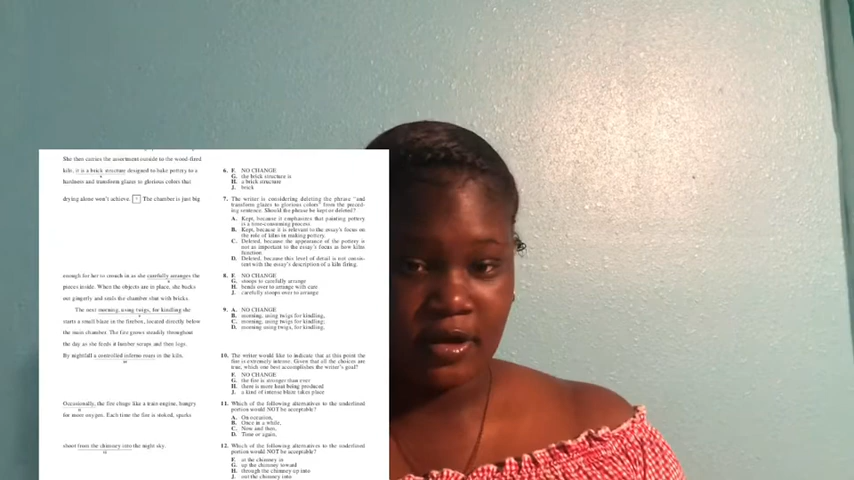 She then carries the assortment outside to the wood-fired
kiln, it is a brick structure designed to bake pottery to a
hardness and transform glazes to glorious colors that
drying alone won't achieve. 7 The chamber is just big
enough for her to crouch in as she carefully arranges the
8
pieces inside. When the objects are in place, she backs
out gingerly and seals the chamber shut with bricks.
The next morning, using twigs, for kindling she
9
starts a small blaze in the firebox, located directly below
the main chamber. The fire grows steadily throughout
the day as she feeds it lumber scraps and then logs.
By nightfall a controlled inferno roars in the kiln.
10
Occasionally, the fire chugs like a train engine, hungry
11
for more oxygen. Each time the fire is stoked, sparks
shoot from the chimney into the night sky.
12
6. F. NO CHANGE
G. the brick structure is
H. a brick structure
J. brick
7. The writer is considering deleting the phrase "and
transform glazes to glorious colors" from the preced-
ing sentence. Should the phrase be kept or deleted?
A. Kept, because it emphasizes that painting pottery
is a time-consuming process.
B. Kept, because it is relevant to the essay's focus on
the role of kilns in making pottery.
C. Deleted, because the appearance of the pottery is
not as important to the essay's focus as how kilns
function.
D. Deleted, because this level of detail is not consis-
tent with the essay's description of a kiln firing.
8. F. NO CHANGE
G. stoops to carefully arrange
H. bends over to arrange with care
J. carefully stoops over to arrange
9. A. NO CHANGE
B. morning, using twigs for kindling,
C. morning; using twigs for kindling,
D. morning using twigs, for kindling,
10. The writer would like to indicate that at this point the
fire is extremely intense. Given that all the choices are
true, which one best accomplishes the writer's goal?
F. NO CHANGE
G. the fire is stronger than ever
H. there is more heat being produced
J. a kind of intense blaze takes place
11. Which of the following alternatives to the underlined
portion would NOT be acceptable?
A. On occasion,
B. Once in a while,
C. Now and then,
D. Time or again,
12. Which of the following alternatives to the underlined
portion would NOT be acceptable?
F. at the chimney in
G. up the chimney toward
H. through the chimney up into
J. out the chimney into